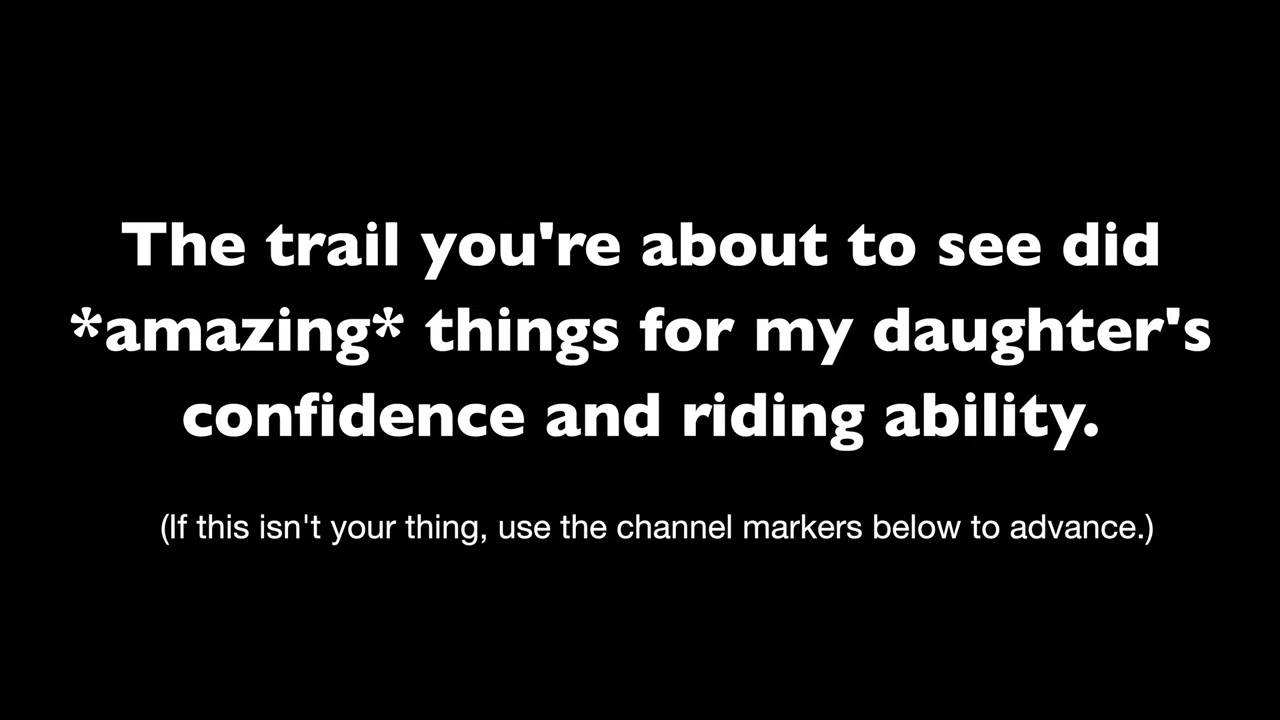 The trail you're about to see did
*amazing* things for my daughter's
confidence and riding ability.
(If this isn't your thing, use the channel markers below to advance.)